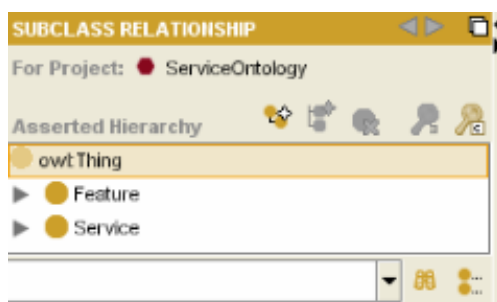 SUBCLASS RELATIONSHIP
For Project: ServiceOntology
Asserted Hierarchy
owl:Thing
Feature
Service